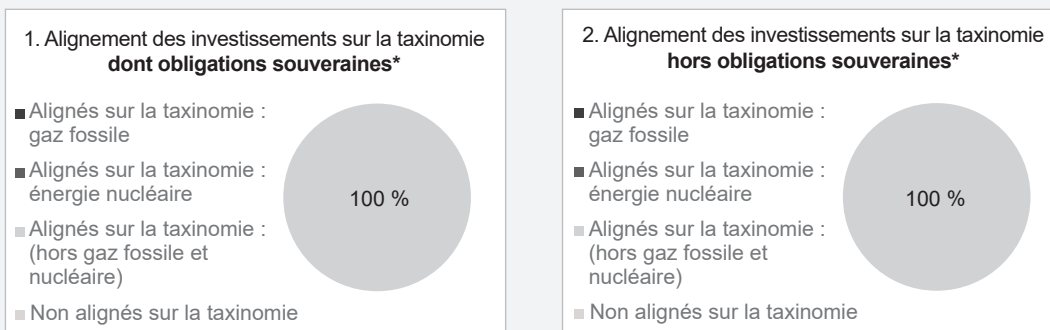 1. Alignement des investissements sur la taxinomie
dont obligations souveraines*
Alignés sur la taxinomie :
gaz fossile
Alignés sur la taxinomie :
énergie nucléaire
100 %
Alignés sur la taxinomie :
(hors gaz fossile et
nucléaire)
Non alignés sur la taxinomie
2. Alignement des investissements sur la taxinomie
hors obligations souveraines*
Alignés sur la taxinomie :
gaz fossile
Alignés sur la taxinomie :
énergie nucléaire
100 %
Alignés sur la taxinomie :
(hors gaz fossile et
nucléaire)
Non alignés sur la taxinomie